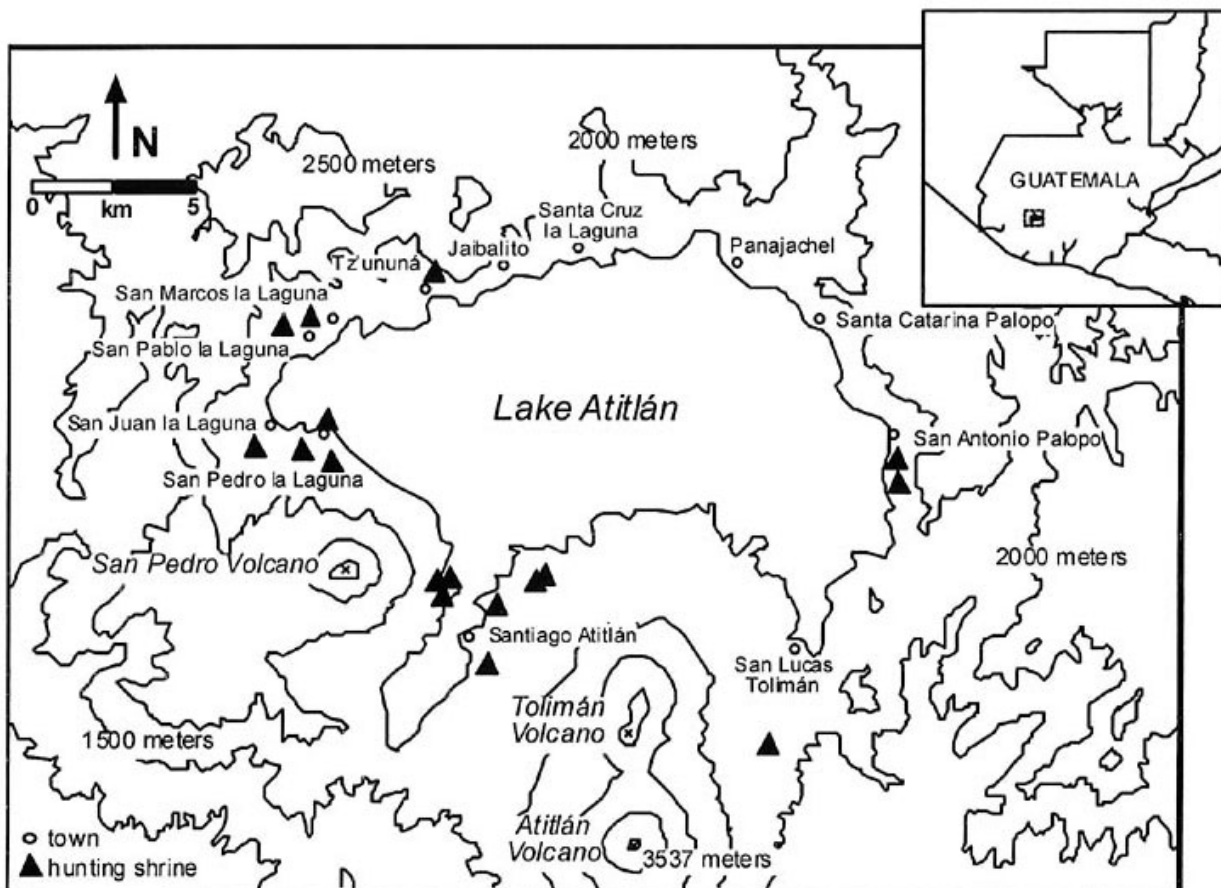 N
0 km 5
2500 meters
2000 meters
GUATEMALA
Santa Cruz
la Laguna
Jaibalito
Panajachel
Tz'ununá
San Marcos la Laguna
Santa Catarina Palopo
San Pablo la Laguna
Lake Atitlán
San Juan la Laguna
San Antonio Palopo
San Pedro la Laguna
San Pedro Volcano
2000 meters
Santiago Atitlán
San Lucas
Tolimán
Tolimán
Volcano
1500 meters
Atitlán
Volcano
3537 meters
town
hunting shrine